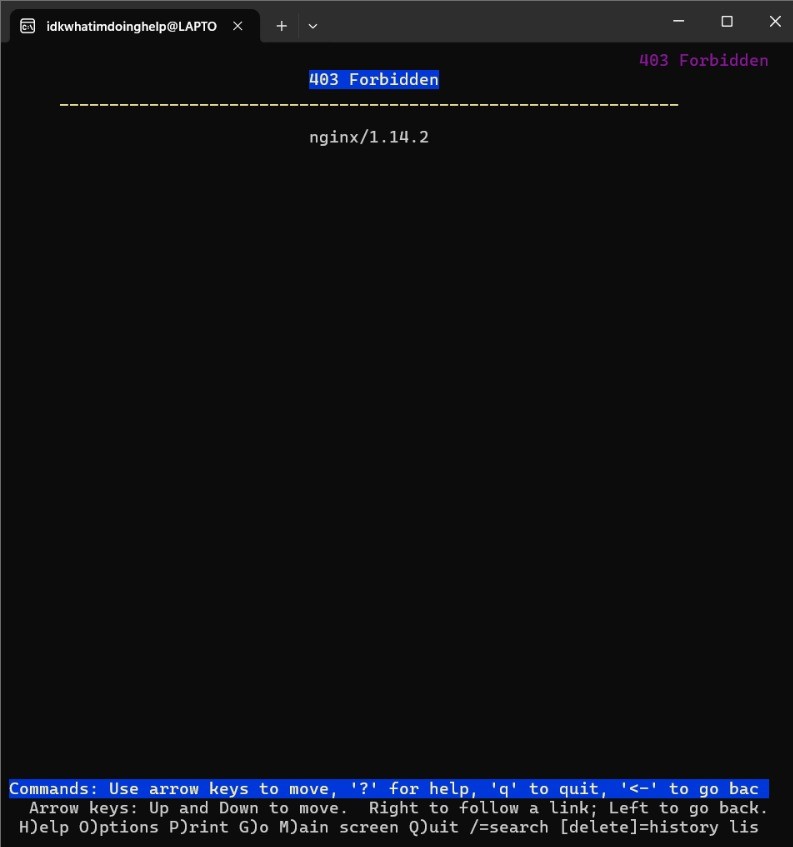 idkwhatimdoinghelp@LAPTO
403 Forbidden
403 Forbidden
nginx/1.14.2
Commands: Use arrow keys to move, '?' for help, 'q' to quit, '<-' to go bac
Arrow keys: Up and Down to move.  Right to follow a link; Left to go back.
H)elp O)ptions P)rint G)o M)ain screen Q)uit /=search [delete]=history lis